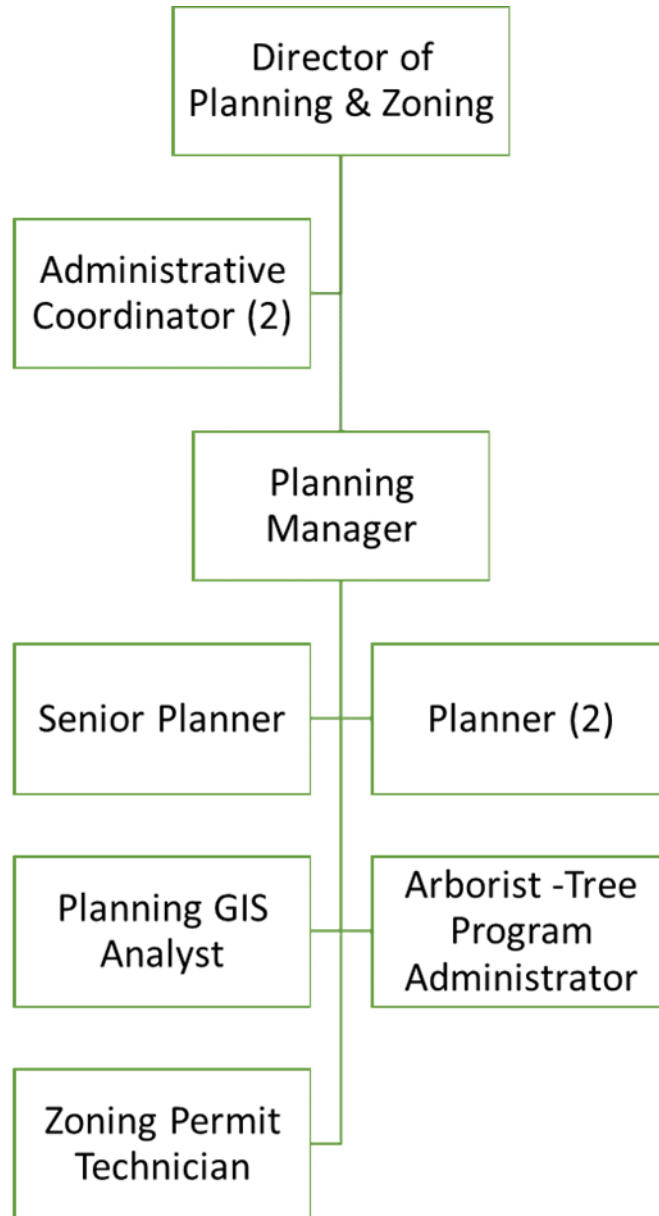 Director of
Planning & Zoning
Administrative
Coordinator (2)
Planning
Manager
Senior Planner
Planner (2)
Planning GIS
Analyst
Arborist -Tree
Program
Administrator
Zoning Permit
Technician